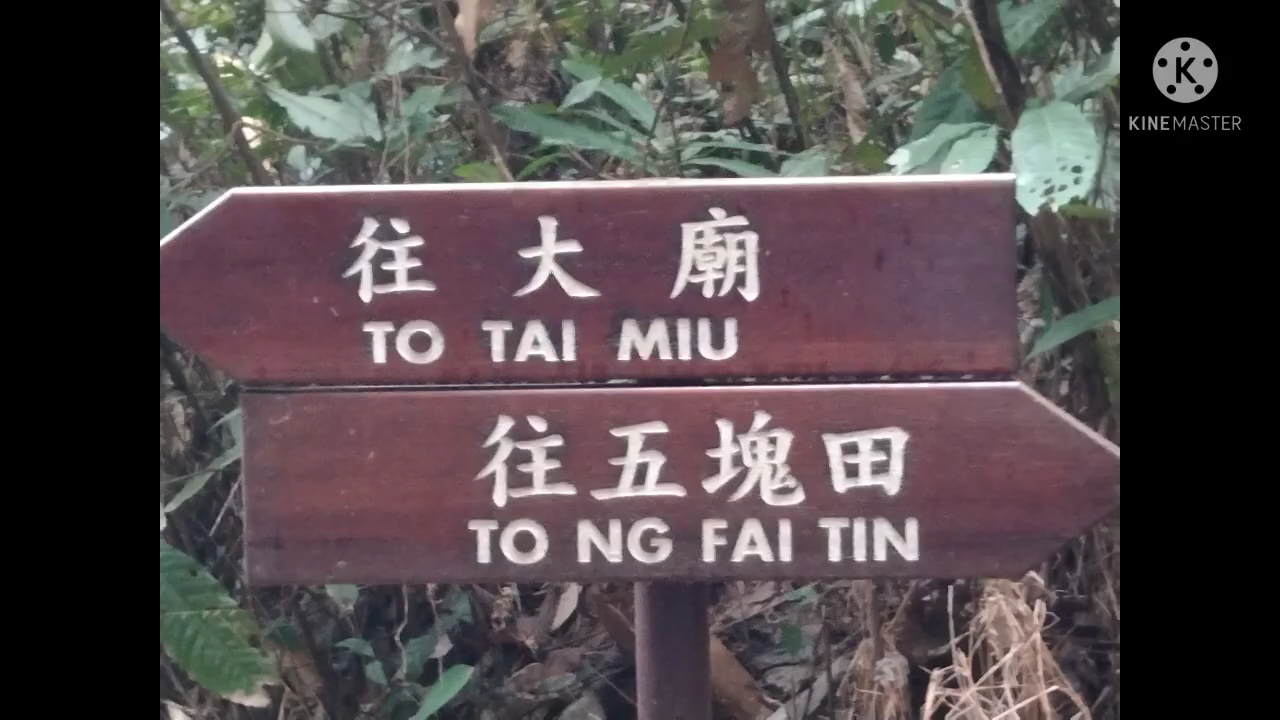 往大廟
TO TAI MIU
往五塊田
TO NG FAI TIN
K
KINEMASTER